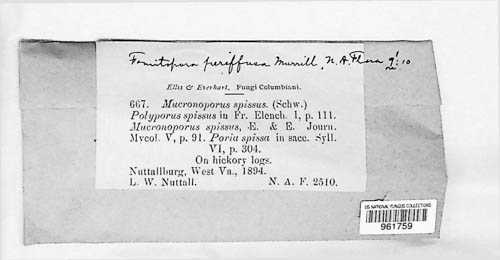 Fomitopora pereffusa Murrill, N. A. Flora 9:10
Ellis & Everhart, Fungi Columbiani.
667. Mucronoporus spissus. (Schw.)
Polyporus spissus in Fr. Elench. I, p. 111.
Mucronoporus spissus, E. & E. Journ.
Mycol. V, p. 91. Poria spissa in sacc. Syll.
VI, p. 304.
On hickory logs.
Nuttallburg, West Va., 1894.
L. W. Nuttall. N. A. F. 2510.
US NATIONAL FUNGUS COLLECTIONS
961759